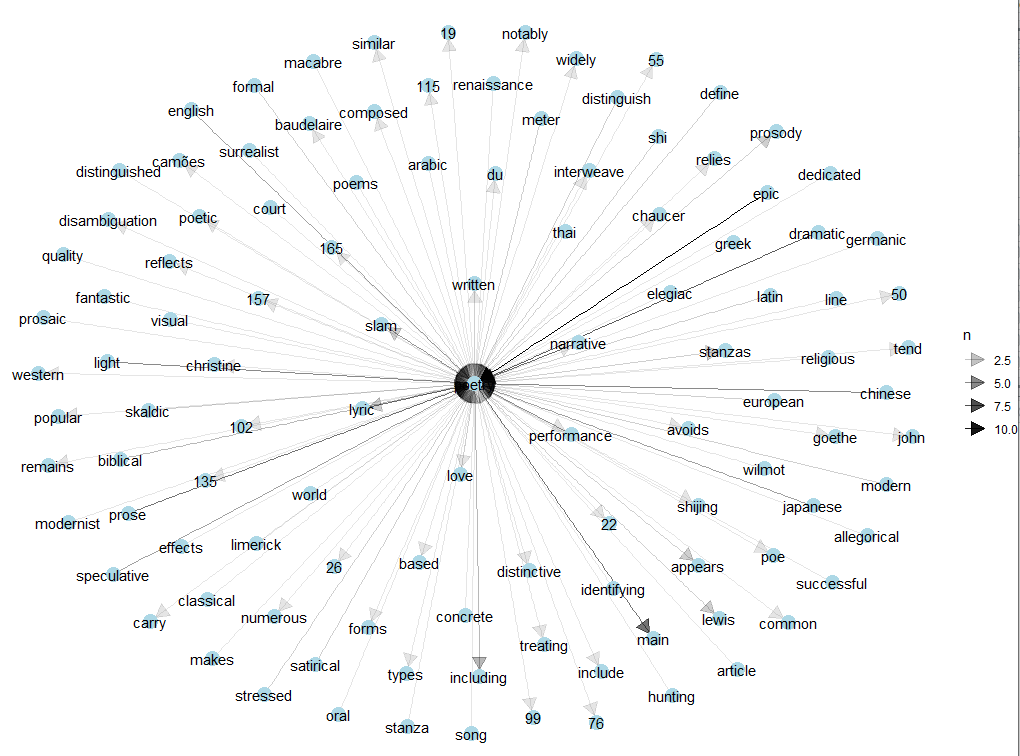 19
notably
similar
widely
55
macabre
formal
115
renaissance
distinguish
define
english
baudelaire
composed
meter
shi
prosody
surrealist
camões
distinguished
arabic
du
interweave
relies
dedicated
poems
epic
court
disambiguation
poetic
chaucer
thai
greek
dramatic
germanic
quality
reflects
165
written
elegiac
latin
line
50
fantastic
157
n
prosaic
visual
slam
narrative
stanzas
religious
tend
2.5
light
christine
western
5.0
chinese
european
7.5
popular
skaldic
lyric
102
performance
avoids
goethe
john
10.0
remains
biblical
135
love
wilmot
modern
modernist
prose
world
shijing
japanese
allegorical
effects
limerick
22
speculative
26
based
distinctive
appears
poe
successful
identifying
classical
carry
numerous
forms
concrete
lewis
common
main
treating
makes
satirical
types
including
include
article
stressed
hunting
oral
stanza
song
99
76